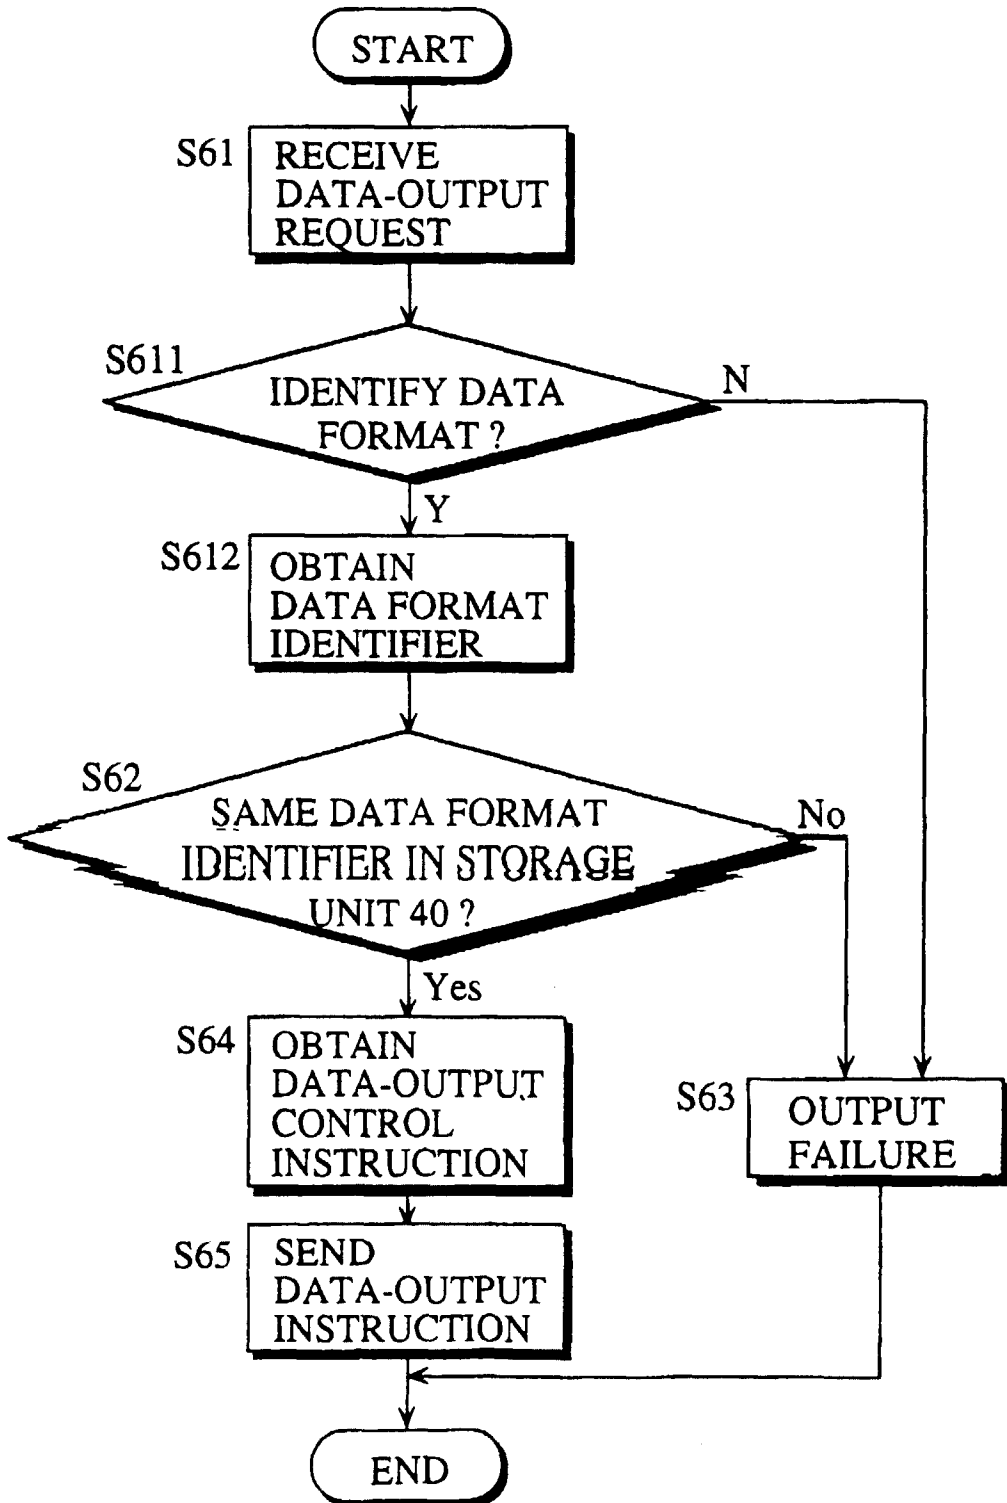 START
S61
RECEIVE
DATA-OUTPUT
REQUEST
S611
IDENTIFY DATA
FORMAT ?
N
Y
S612
OBTAIN
DATA FORMAT
IDENTIFIER
S62
SAME DATA FORMAT
IDENTIFIER IN STORAGE
UNIT 40 ?
No
Yes
S64
OBTAIN
DATA-OUTPUT
CONTROL
INSTRUCTION
S63
OUTPUT
FAILURE
S65
SEND
DATA-OUTPUT
INSTRUCTION
END